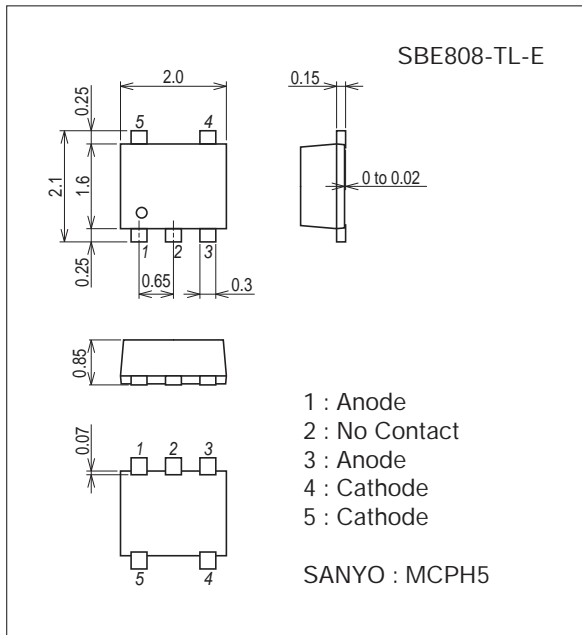 SBE808-TL-E
2.0
0.15
0.25
5
4
2.1
1.6
0 to 0.02
0.25
1
2
3
0.65
0.3
0.85
1 : Anode
2 : No Contact
3 : Anode
4 : Cathode
5 : Cathode
0.07
1
2
3
5
4
SANYO : MCPH5